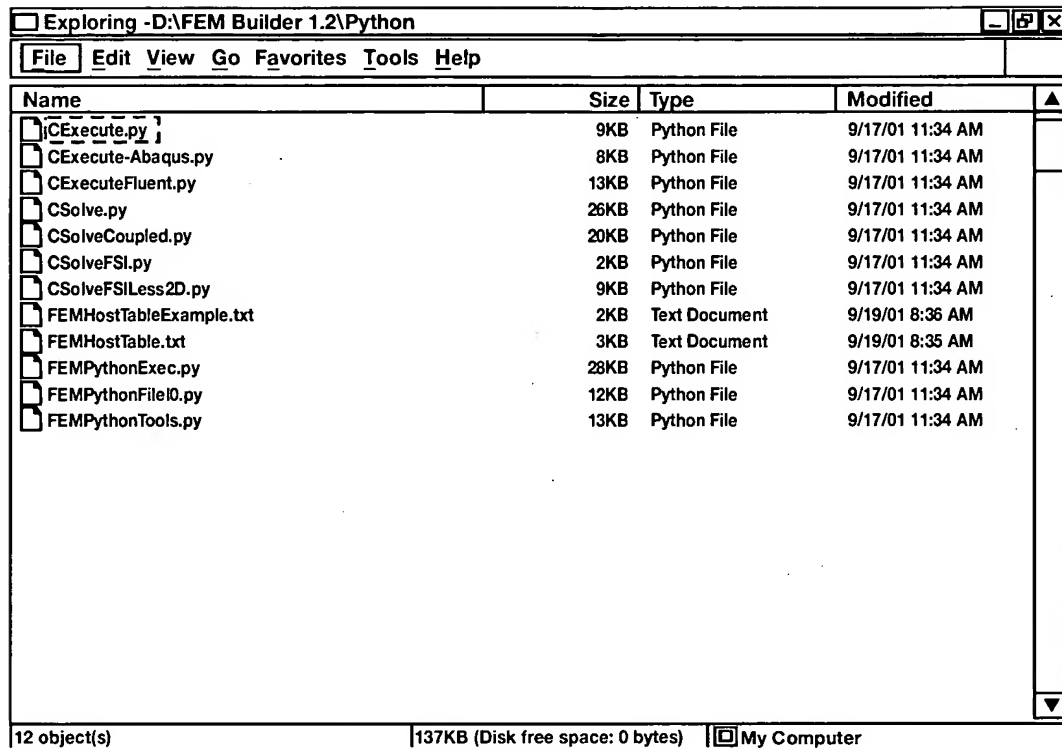 Exploring -D:\FEM Builder 1.2\Python
File Edit View Go Favorites Tools Help
Name Size Type Modified
CExecute.py 9KB Python File 9/17/01 11:34 AM
CExecute-Abaqus.py 8KB Python File 9/17/01 11:34 AM
CExecuteFluent.py 13KB Python File 9/17/01 11:34 AM
CSolve.py 26KB Python File 9/17/01 11:34 AM
CSolveCoupled.py 20KB Python File 9/17/01 11:34 AM
CSolveFSI.py 2KB Python File 9/17/01 11:34 AM
CSolveFSILess2D.py 9KB Python File 9/17/01 11:34 AM
FEMHostTableExample.txt 2KB Text Document 9/19/01 8:36 AM
FEMHostTable.txt 3KB Text Document 9/19/01 8:35 AM
FEMPythonExec.py 28KB Python File 9/17/01 11:34 AM
FEMPythonFileI0.py 12KB Python File 9/17/01 11:34 AM
FEMPythonTools.py 13KB Python File 9/17/01 11:34 AM
12 object(s) 137KB (Disk free space: 0 bytes) My Computer